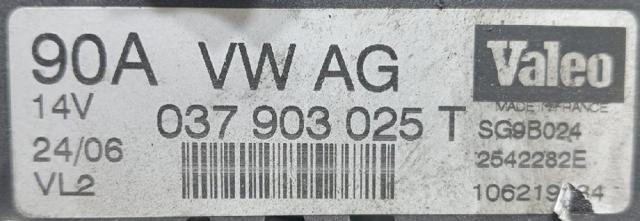 90A VW AG Valeo
MADE IN FRANCE
14V 037 903 025 T SG9B024
24/06 2542282E
VL2